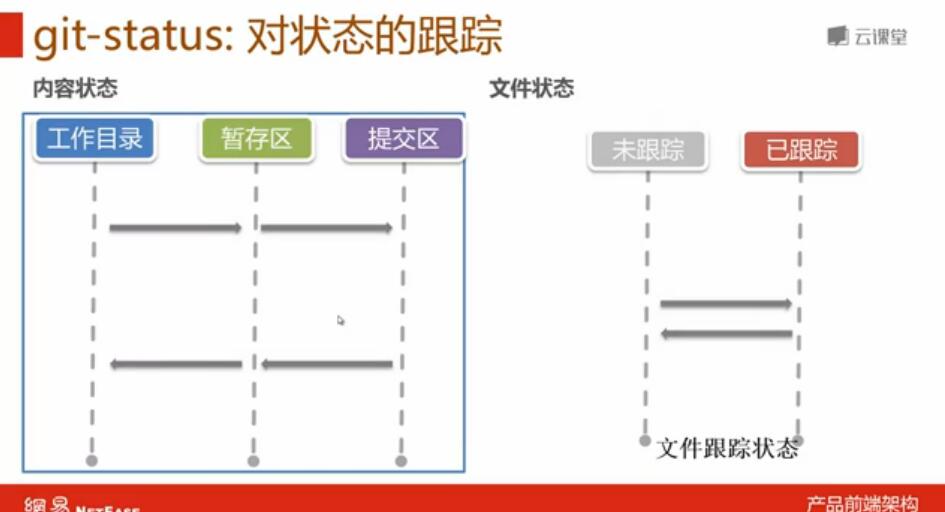 git-status: 对状态的跟踪
云课堂
内容状态
文件状态
工作目录
暂存区
提交区
未跟踪
已跟踪
文件跟踪状态
網易 NETEASE
产品前端架构